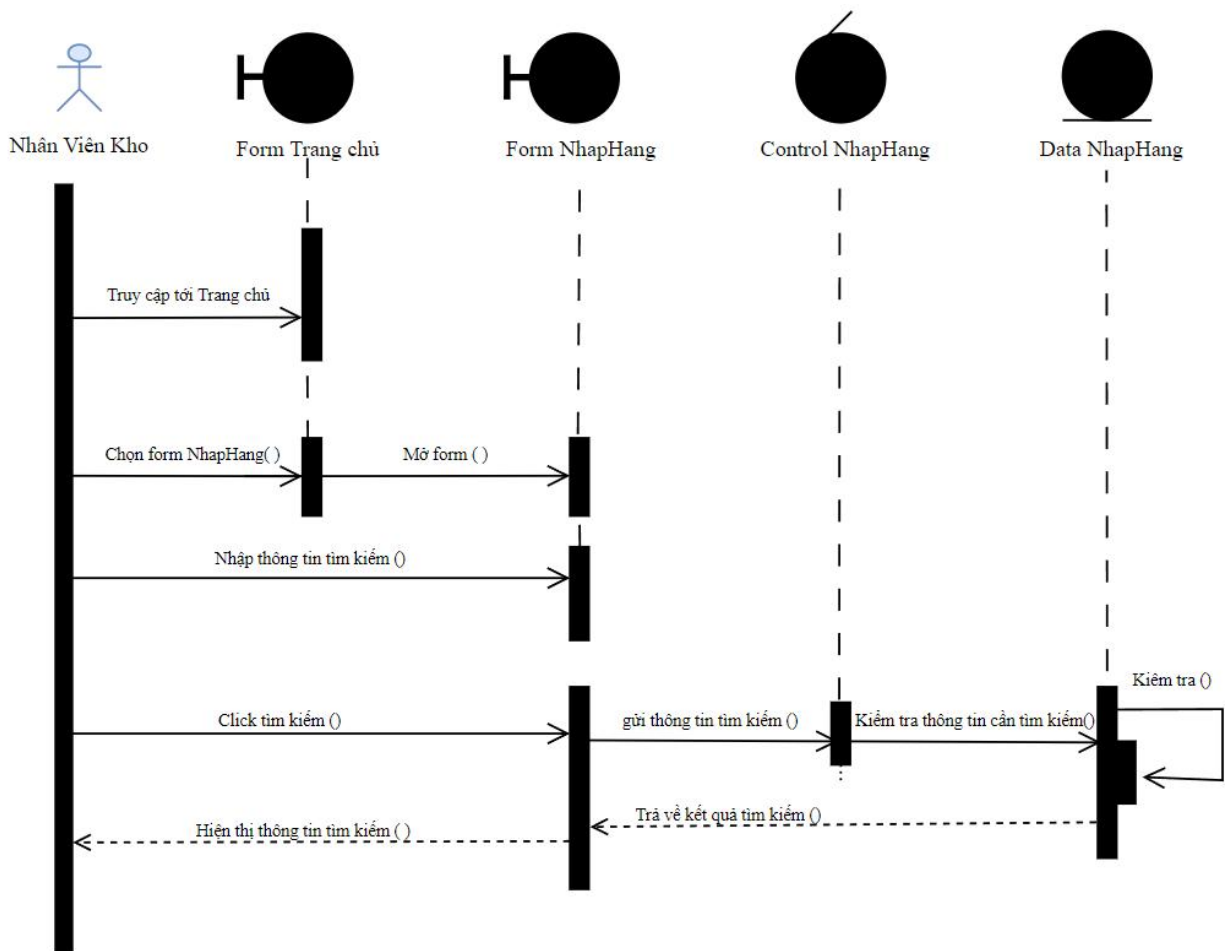 Nhân Viên Kho
Form Trang chủ
Form NhapHang
Control NhapHang
Data NhapHang
Truy cập tới Trang chủ
Chọn form NhapHang( )
Mở form ( )
Nhập thông tin tìm kiếm ()
Kiêm tra ()
Click tìm kiếm ()
gửi thông tin tìm kiếm ()
Kiểm tra thông tin cần tìm kiếm()
Trả về kết quả tìm kiếm ()
Hiện thị thông tin tìm kiếm ( )